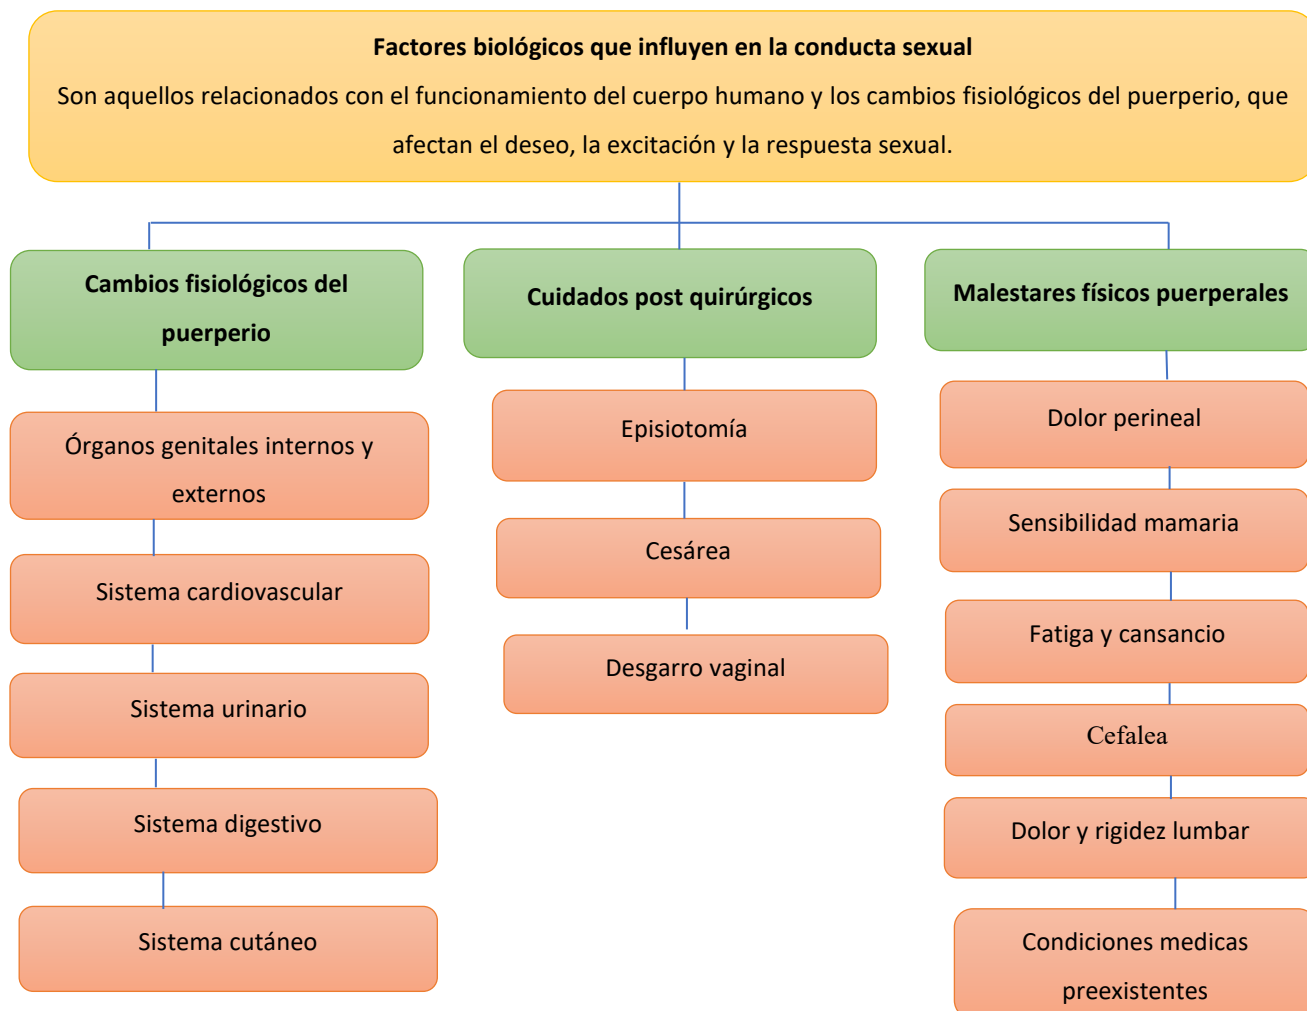 Factores biológicos que influyen en la conducta sexual
Son aquellos relacionados con el funcionamiento del cuerpo humano y los cambios fisiológicos del puerperio, que
afectan el deseo, la excitación y la respuesta sexual.
Cambios fisiológicos del
puerperio
Órganos genitales internos y
externos
Sistema cardiovascular
Sistema urinario
Sistema digestivo
Sistema cutáneo
Cuidados post quirúrgicos
Episiotomía
Cesárea
Desgarro vaginal
Malestares físicos puerperales
Dolor perineal
Sensibilidad mamaria
Fatiga y cansancio
Cefalea
Dolor y rigidez lumbar
Condiciones medicas
preexistentes